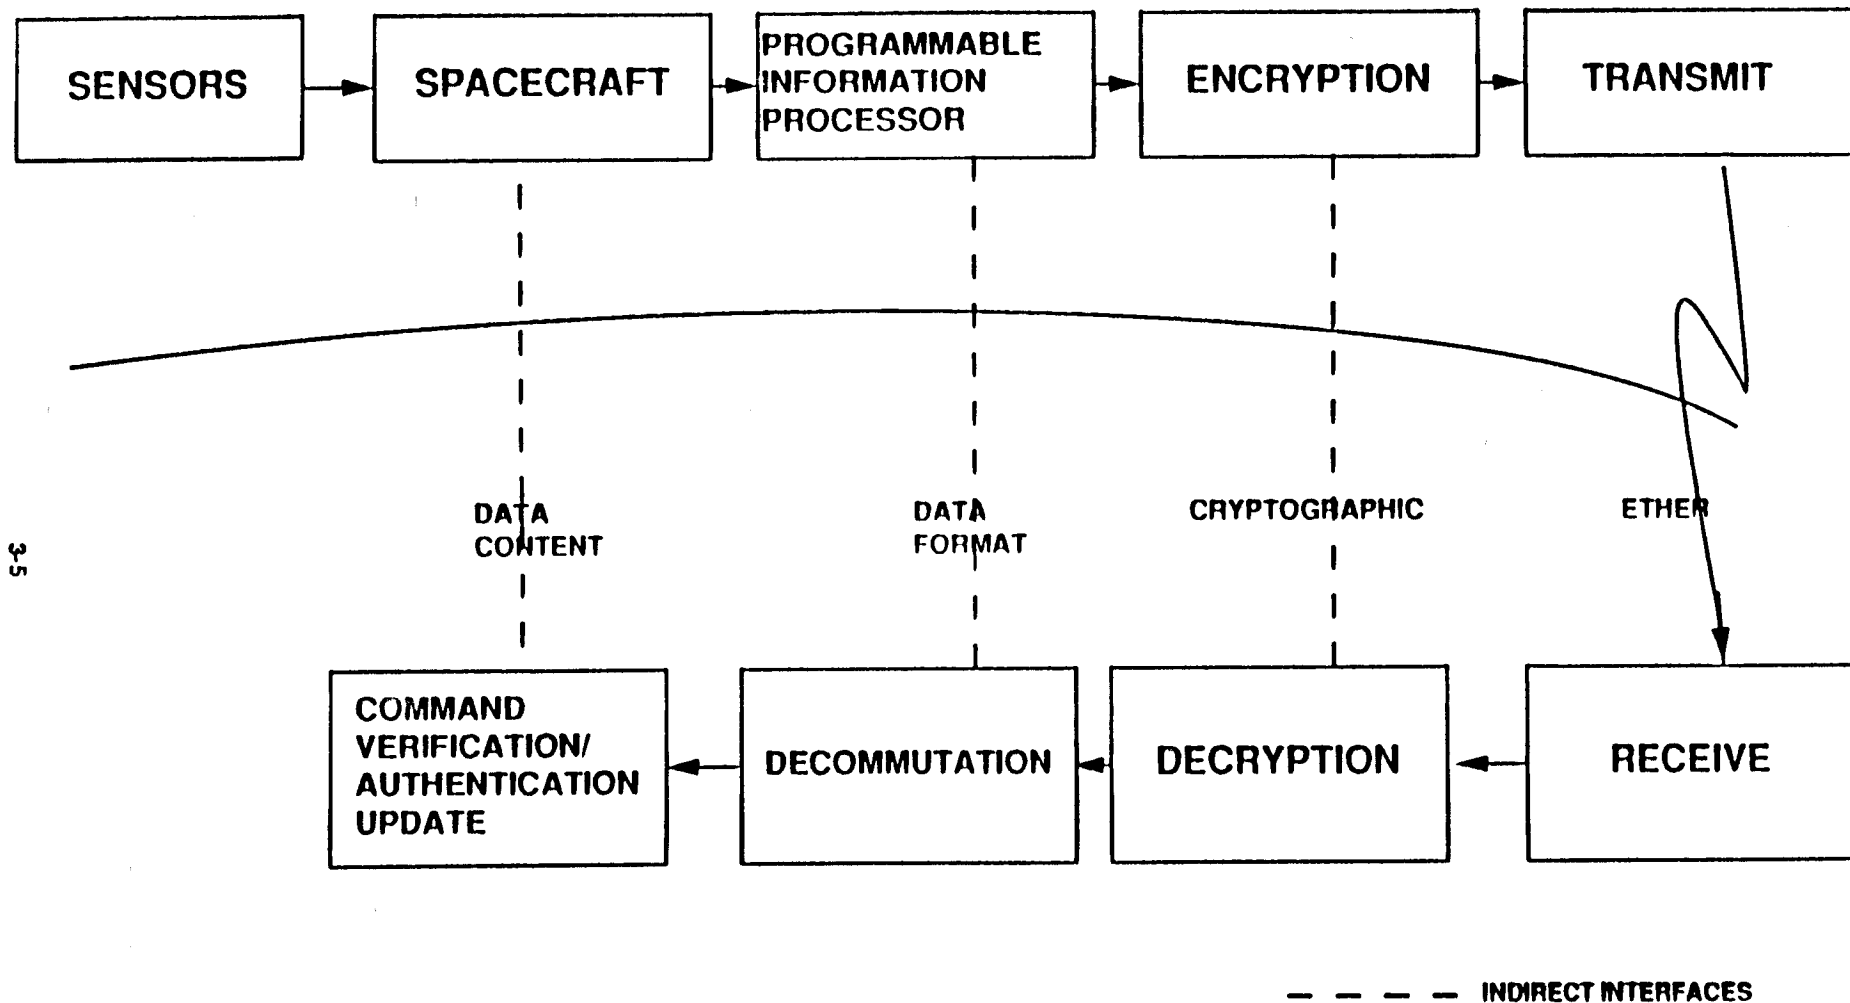 SENSORS
SPACECRAFT
PROGRAMMABLE
INFORMATION
PROCESSOR
ENCRYPTION
TRANSMIT
DATA
CONTENT
DATA
FORMAT
CRYPTOGRAPHIC
ETHER
3-5
COMMAND
VERIFICATION/
AUTHENTICATION
UPDATE
DECOMMUTATION
DECRYPTION
RECEIVE
INDIRECT INTERFACES